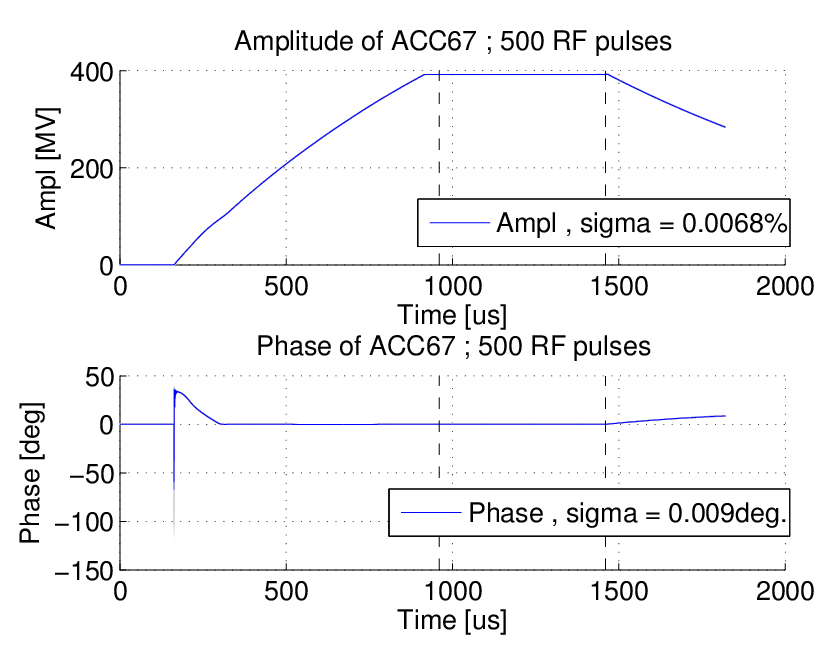 Amplitude of ACC67 ; 500 RF pulses
400
200
0
Ampl [MV]
Ampl , sigma = 0.0068%
0 500 1000 1500 2000
Time [us]
Phase of ACC67 ; 500 RF pulses
50
0
−50
−100
−150
Phase [deg]
Phase , sigma = 0.009deg.
0 500 1000 1500 2000
Time [us]